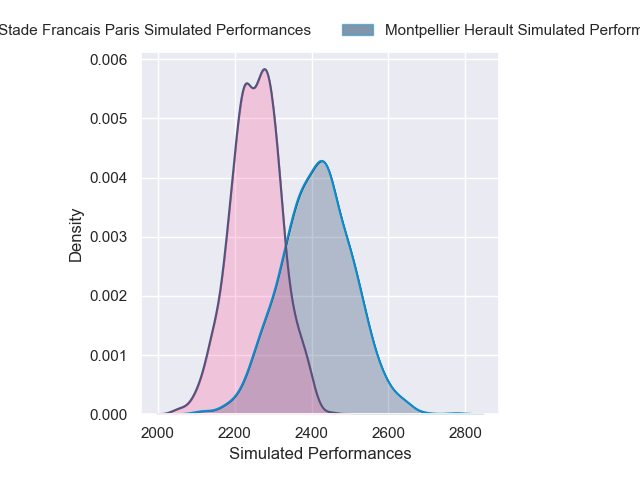 Stade Francais Paris Simulated Performances
Montpellier Herault Simulated Perform
0.006
0.005
0.004
0.003
0.002
0.001
0.000
Density
2000 2200 2400 2600 2800
Simulated Performances